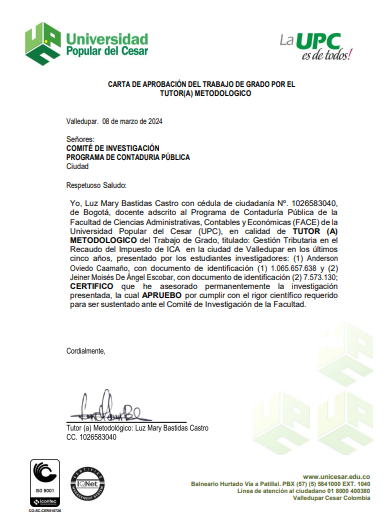 Universidad
Popular del Cesar
La UPC
es de todos!
CARTA DE APROBACIÓN DEL TRABAJO DE GRADO POR EL
TUTOR(A) METODOLOGICO
Valledupar. 08 de marzo de 2024
Señores:
COMITÉ DE INVESTIGACIÓN
PROGRAMA DE CONTADURÍA PÚBLICA
Ciudad
Respetuoso Saludo:
Yo, Luz Mary Bastidas Castro con cédula de ciudadanía Nº. 1026583040,
de Bogotá, docente adscrito al Programa de Contaduría Pública de la
Facultad de Ciencias Administrativas, Contables y Económicas (FACE) de la
Universidad Popular del Cesar (UPC), en calidad de TUTOR (A)
METODOLOGICO del Trabajo de Grado, titulado: Gestión Tributaria en el
Recaudo del Impuesto de ICA en la ciudad de Valledupar en los últimos
cinco años, presentado por los estudiantes investigadores: (1) Anderson
Oviedo Caamaño, con documento de identificación (1) 1.065.657.638 y (2)
Jeiner Moisés De Ángel Escobar, con documento de identificación (2) 7.573.130;
CERTIFICO que he asesorado permanentemente la investigación
presentada, la cual APRUEBO por cumplir con el rigor científico requerido
para ser sustentado ante el Comité de Investigación de la Facultad.
Cordialmente,
Tutor (a) Metodológico: Luz Mary Bastidas Castro
CC. 1026583040
ISO 9001
icontec
CO-SC-CER518726
IQNet
www.unicesar.edu.co
Balneario Hurtado Vía a Patillal. PBX (57) (5) 5841000 EXT. 1040
Línea de atención al ciudadano 01 8000 400380
Valledupar Cesar Colombia